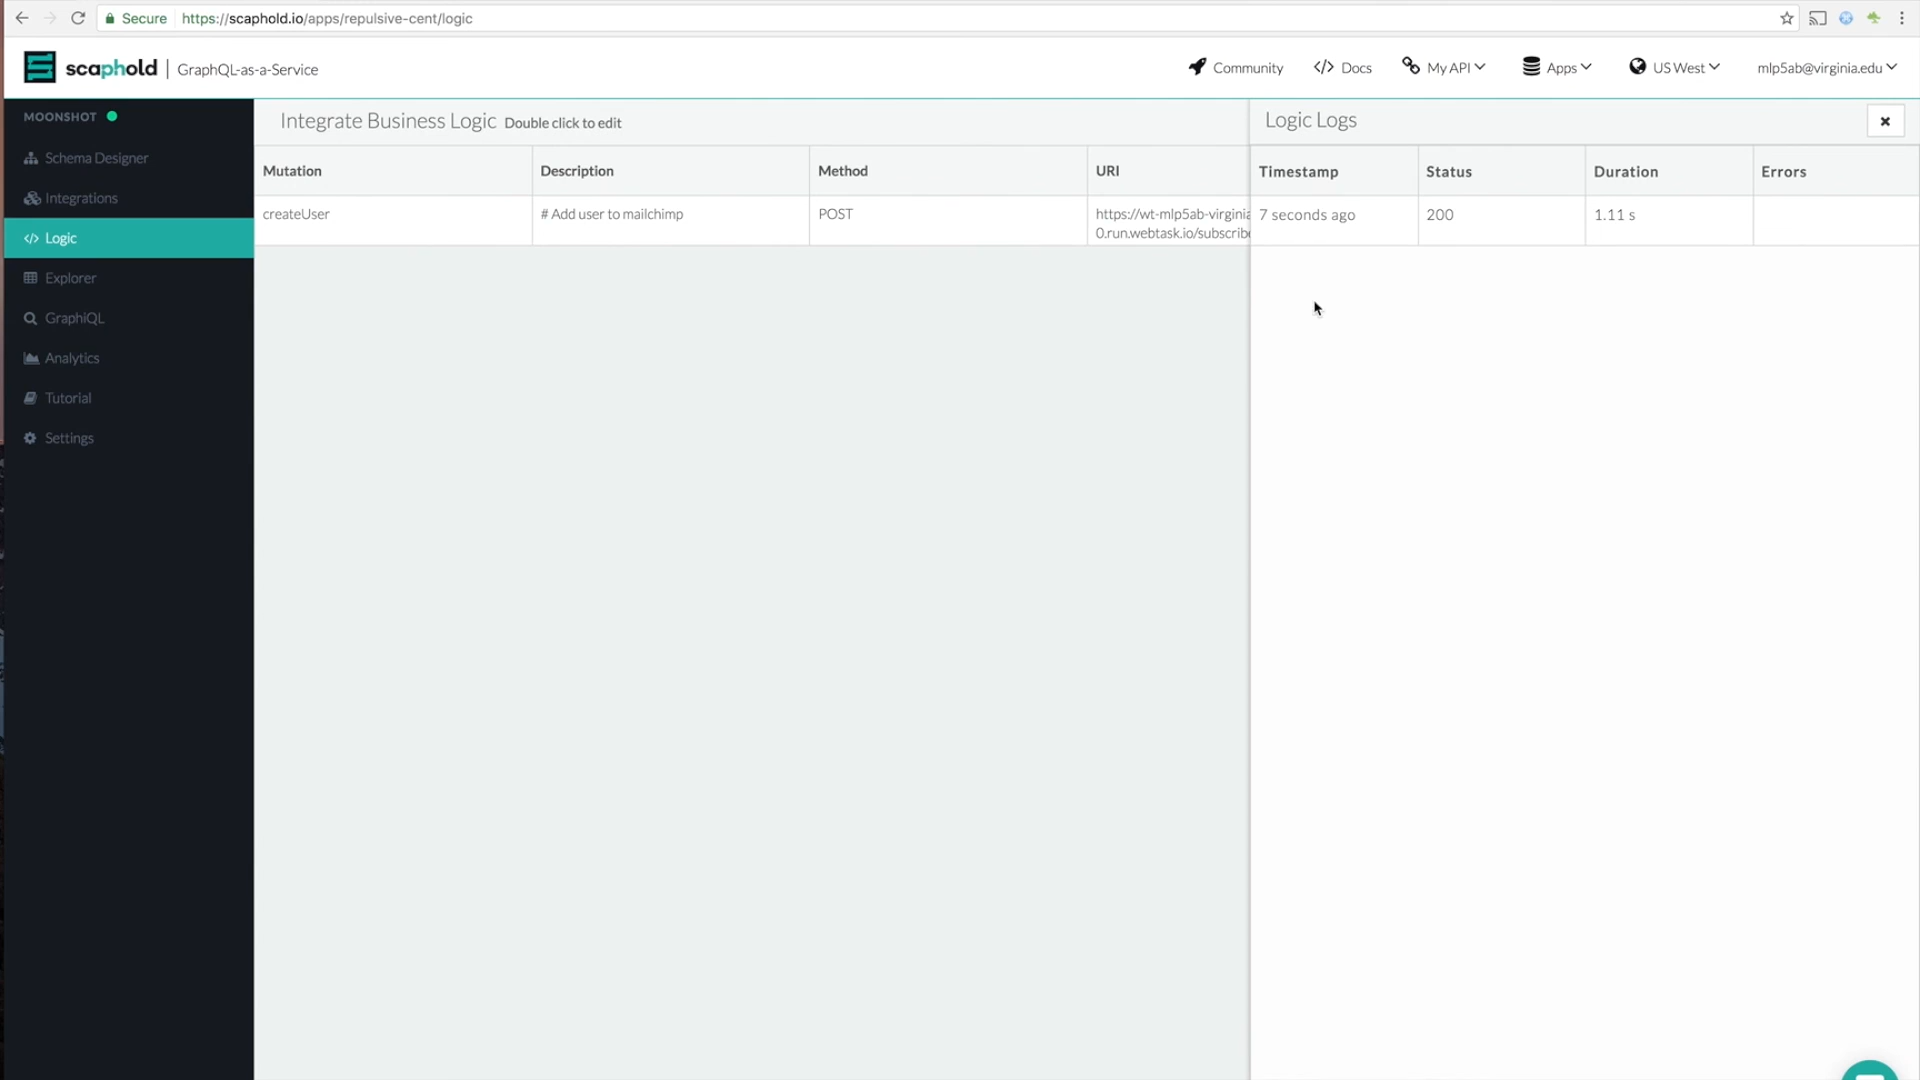 Secure https://scaphold.io/apps/repulsive-cent/logic
scaphold | GraphQL-as-a-Service
Community
</> Docs
My API
Apps
US West
mlp5ab@virginia.edu
MOONSHOT
Schema Designer
Integrations
</> Logic
Explorer
GraphiQL
Analytics
Tutorial
Settings
Integrate Business Logic Double click to edit
Mutation Description Method URI
createUser # Add user to mailchimp POST https://wt-mlp5ab-virginia
0.run.webtask.io/subscribe
Logic Logs
Timestamp Status Duration Errors
7 seconds ago 200 1.11 s